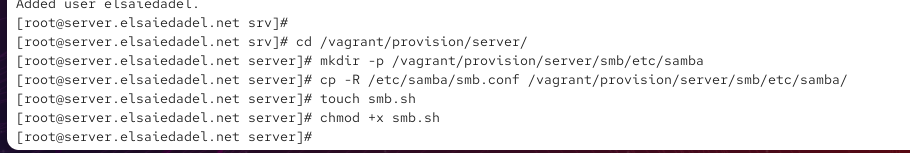 Added user elsaiedadel.
[root@server.elsaiedadel.net srv]#
[root@server.elsaiedadel.net srv]# cd /vagrant/provision/server/
[root@server.elsaiedadel.net server]# mkdir -p /vagrant/provision/server/smb/etc/samba
[root@server.elsaiedadel.net server]# cp -R /etc/samba/smb.conf /vagrant/provision/server/smb/etc/samba/
[root@server.elsaiedadel.net server]# touch smb.sh
[root@server.elsaiedadel.net server]# chmod +x smb.sh
[root@server.elsaiedadel.net server]#